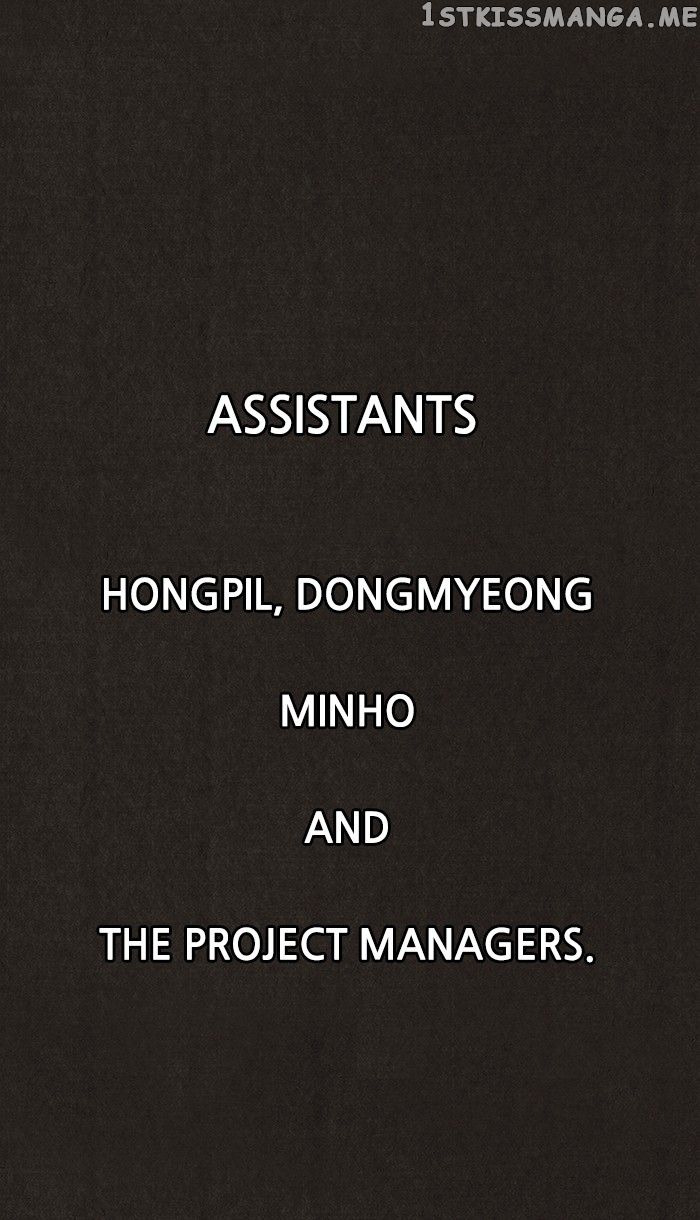 1STKISSMANGA.ME
ASSISTANTS
HONGPIL, DONGMYEONG
MINHO
AND
THE PROJECT MANAGERS.